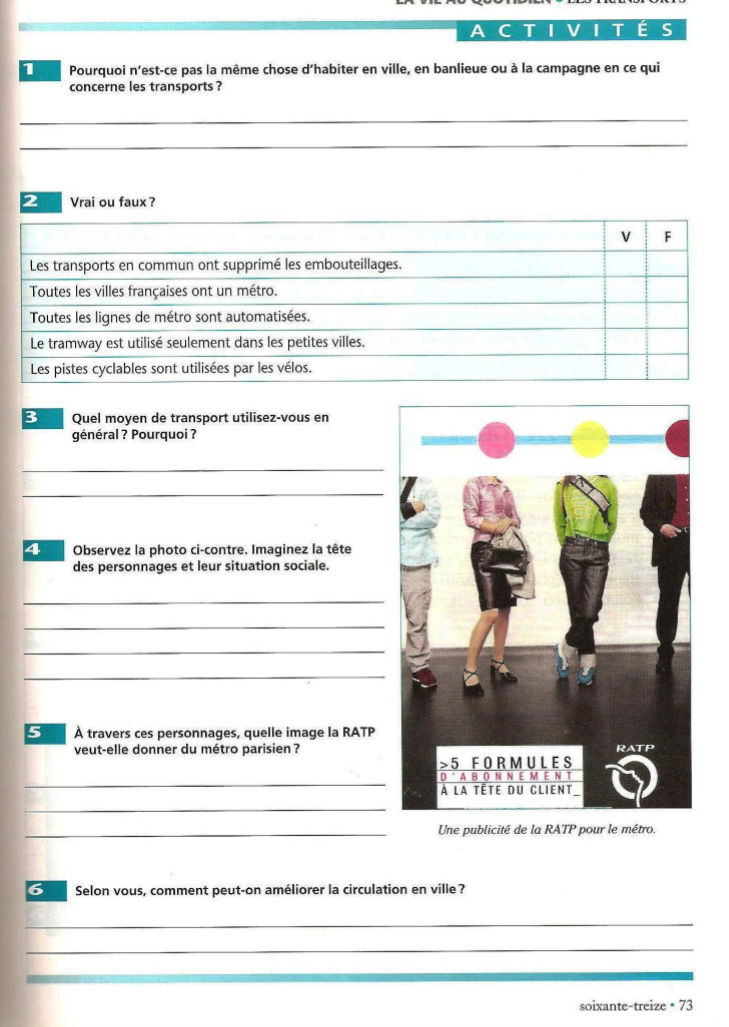 LA VIE AU QUOTIDIEN • LES TRANSPORTS
ACTIVITÉS
1 Pourquoi n'est-ce pas la même chose d'habiter en ville, en banlieue ou à la campagne en ce qui
concerne les transports ?
2 Vrai ou faux ?
V F
Les transports en commun ont supprimé les embouteillages.
Toutes les villes françaises ont un métro.
Toutes les lignes de métro sont automatisées.
Le tramway est utilisé seulement dans les petites villes.
Les pistes cyclables sont utilisées par les vélos.
3 Quel moyen de transport utilisez-vous en
général ? Pourquoi ?
4 Observez la photo ci-contre. Imaginez la tête
des personnages et leur situation sociale.
5 À travers ces personnages, quelle image la RATP
veut-elle donner du métro parisien ?
>5 FORMULES
D'ABONNEMENT
À LA TÊTE DU CLIENT_
RATP
Une publicité de la RATP pour le métro.
6 Selon vous, comment peut-on améliorer la circulation en ville ?
soixante-treize • 73